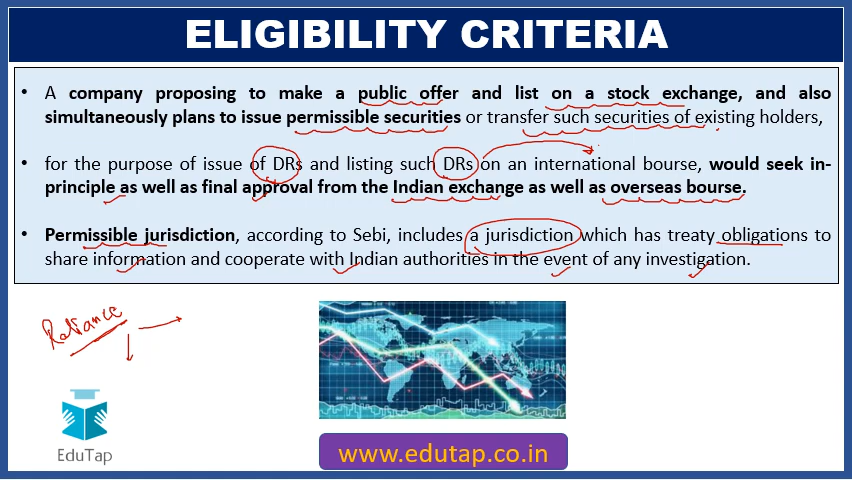 ELIGIBILITY CRITERIA
• A company proposing to make a public offer and list on a stock exchange, and also
simultaneously plans to issue permissible securities or transfer such securities of existing holders,
• for the purpose of issue of DRs and listing such DRs on an international bourse, would seek in-
principle as well as final approval from the Indian exchange as well as overseas bourse.
• Permissible jurisdiction, according to Sebi, includes a jurisdiction which has treaty obligations to
share information and cooperate with Indian authorities in the event of any investigation.
Reliance
EduTap
www.edutap.co.in